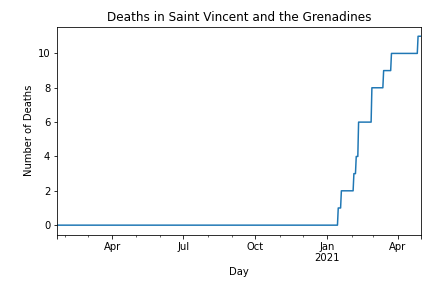 Deaths in Saint Vincent and the Grenadines
Number of Deaths
10
8
6
4
2
0
Apr Jul Oct Jan Apr
2021
Day